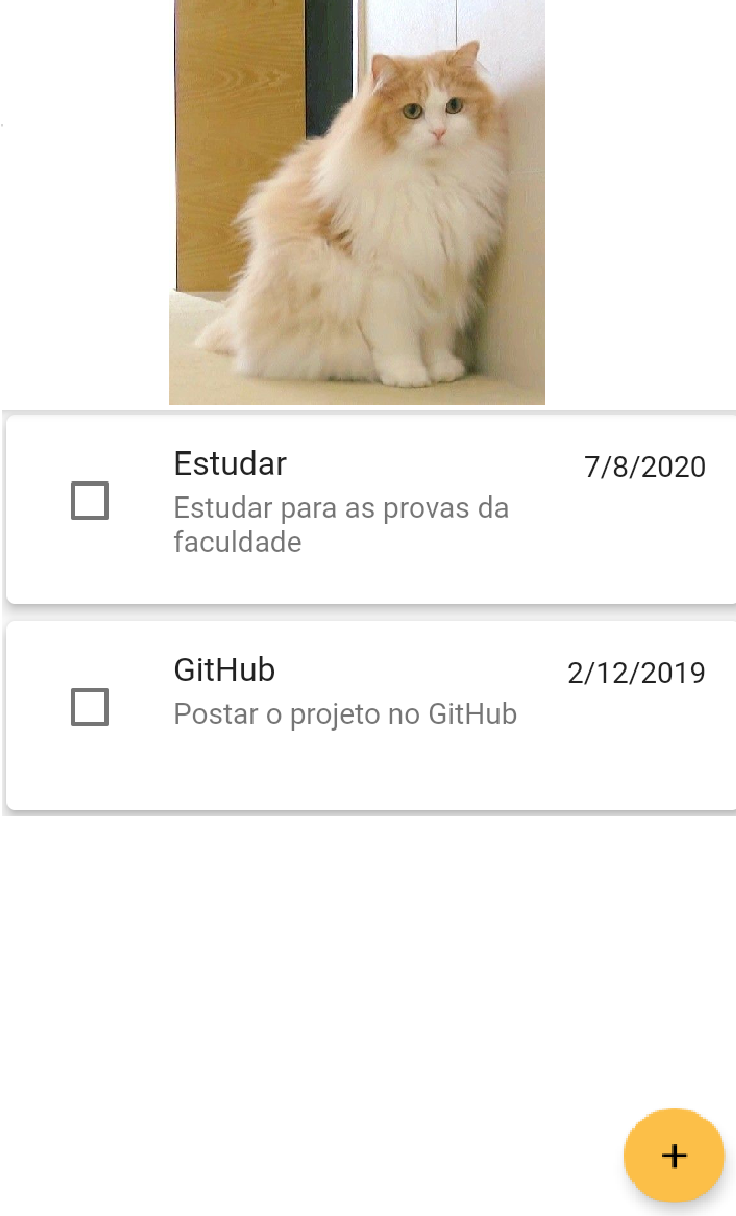 Estudar
7/8/2020
Estudar para as provas da
faculdade
GitHub
2/12/2019
Postar o projeto no GitHub
+